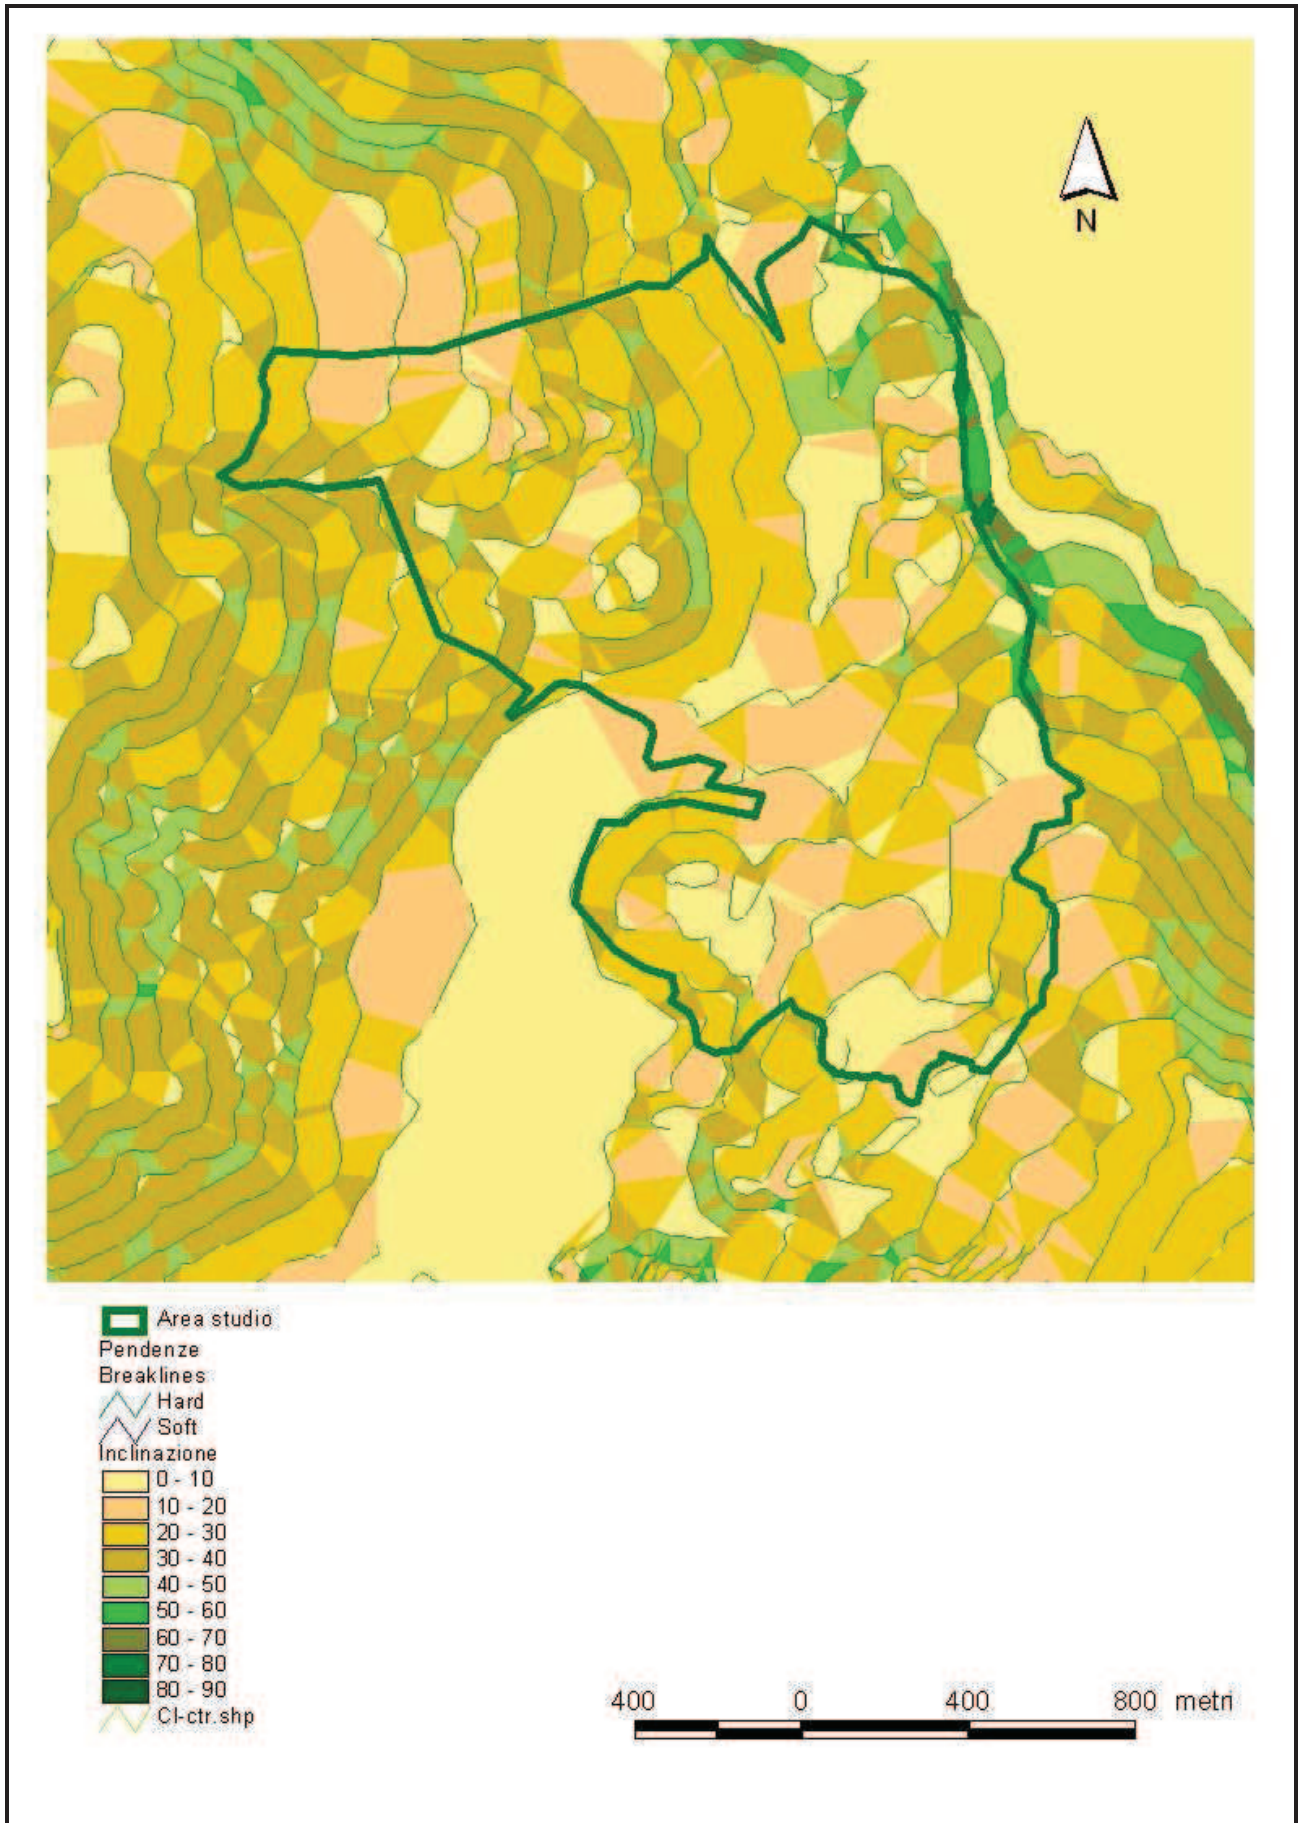 N
Area studio
Pendenze
Breaklines
Hard
Soft
Inclinazione
0 - 10
10 - 20
20 - 30
30 - 40
40 - 50
50 - 60
60 - 70
70 - 80
80 - 90
Cl-ctr.shp
400 0 400 800 metri